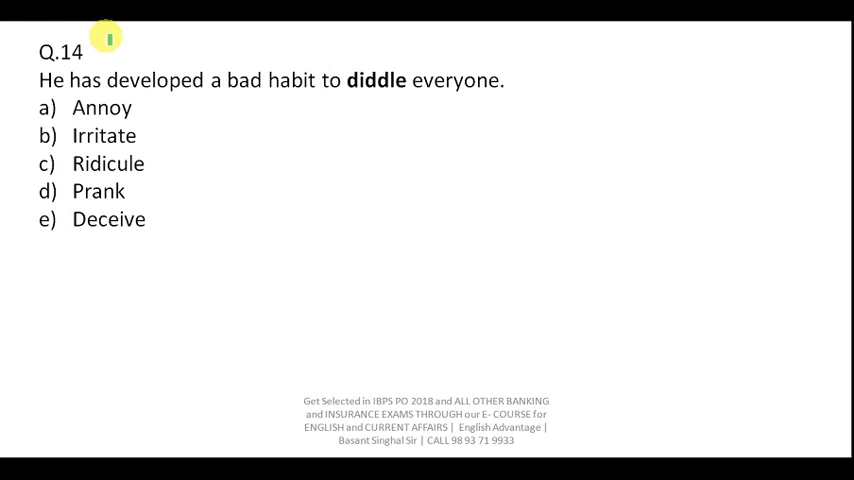 Q.14
He has developed a bad habit to diddle everyone.
a) Annoy
b) Irritate
c) Ridicule
d) Prank
e) Deceive
Get Selected in IBPS PO 2018 and ALL OTHER BANKING
and INSURANCE EXAMS THROUGH our E- COURSE for
ENGLISH and CURRENT AFFAIRS | English Advantage |
Basant Singhal Sir | CALL 98 93 71 9933